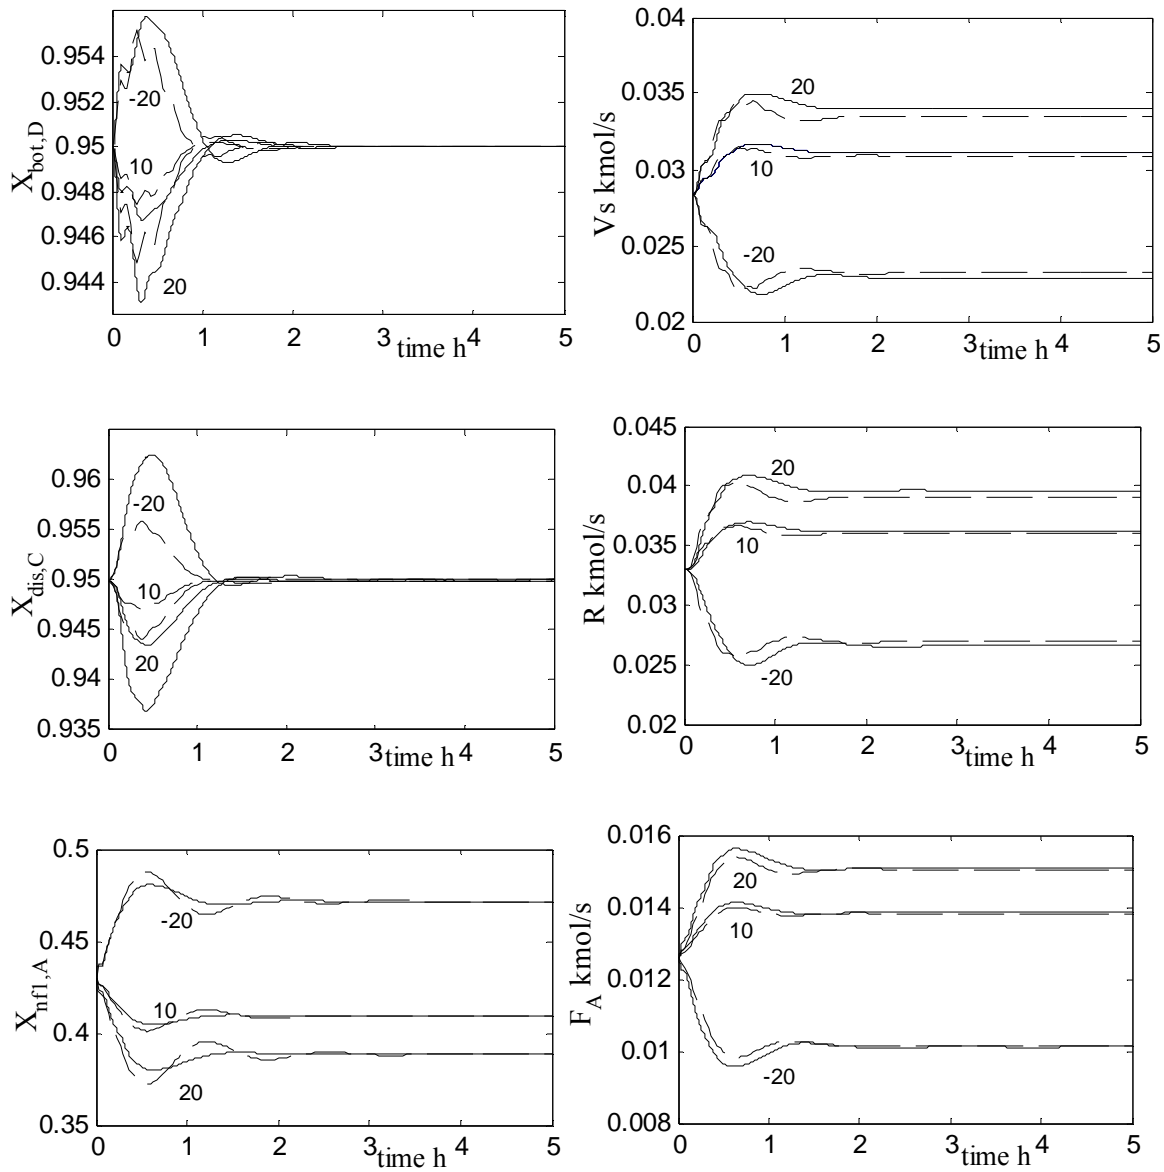 0.954
0.952
0.95
0.948
0.946
0.944
X_bot,D
-20
10
20
0 1 2 3 4 5
time h
0.04
0.035
0.03
0.025
0.02
Vs kmol/s
20
10
-20
0 1 2 3 4 5
time h
0.96
0.955
0.95
0.945
0.94
0.935
X_dis,C
-20
10
20
0 1 2 3 4 5
time h
0.045
0.04
0.035
0.03
0.025
0.02
R kmol/s
20
10
-20
0 1 2 3 4 5
time h
0.5
0.45
0.4
0.35
X_nf1,A
-20
10
20
0 1 2 3 4 5
time h
0.016
0.014
0.012
0.01
0.008
F_A kmol/s
20
10
-20
0 1 2 3 4 5
time h